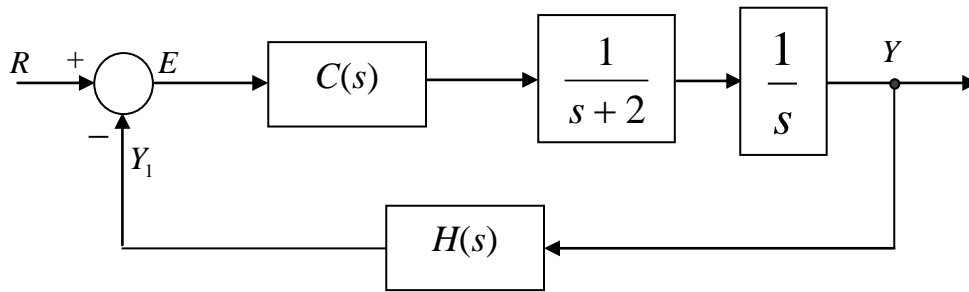 R + E C(s) 1/(s + 2) 1/s Y
−
Y₁
H(s)